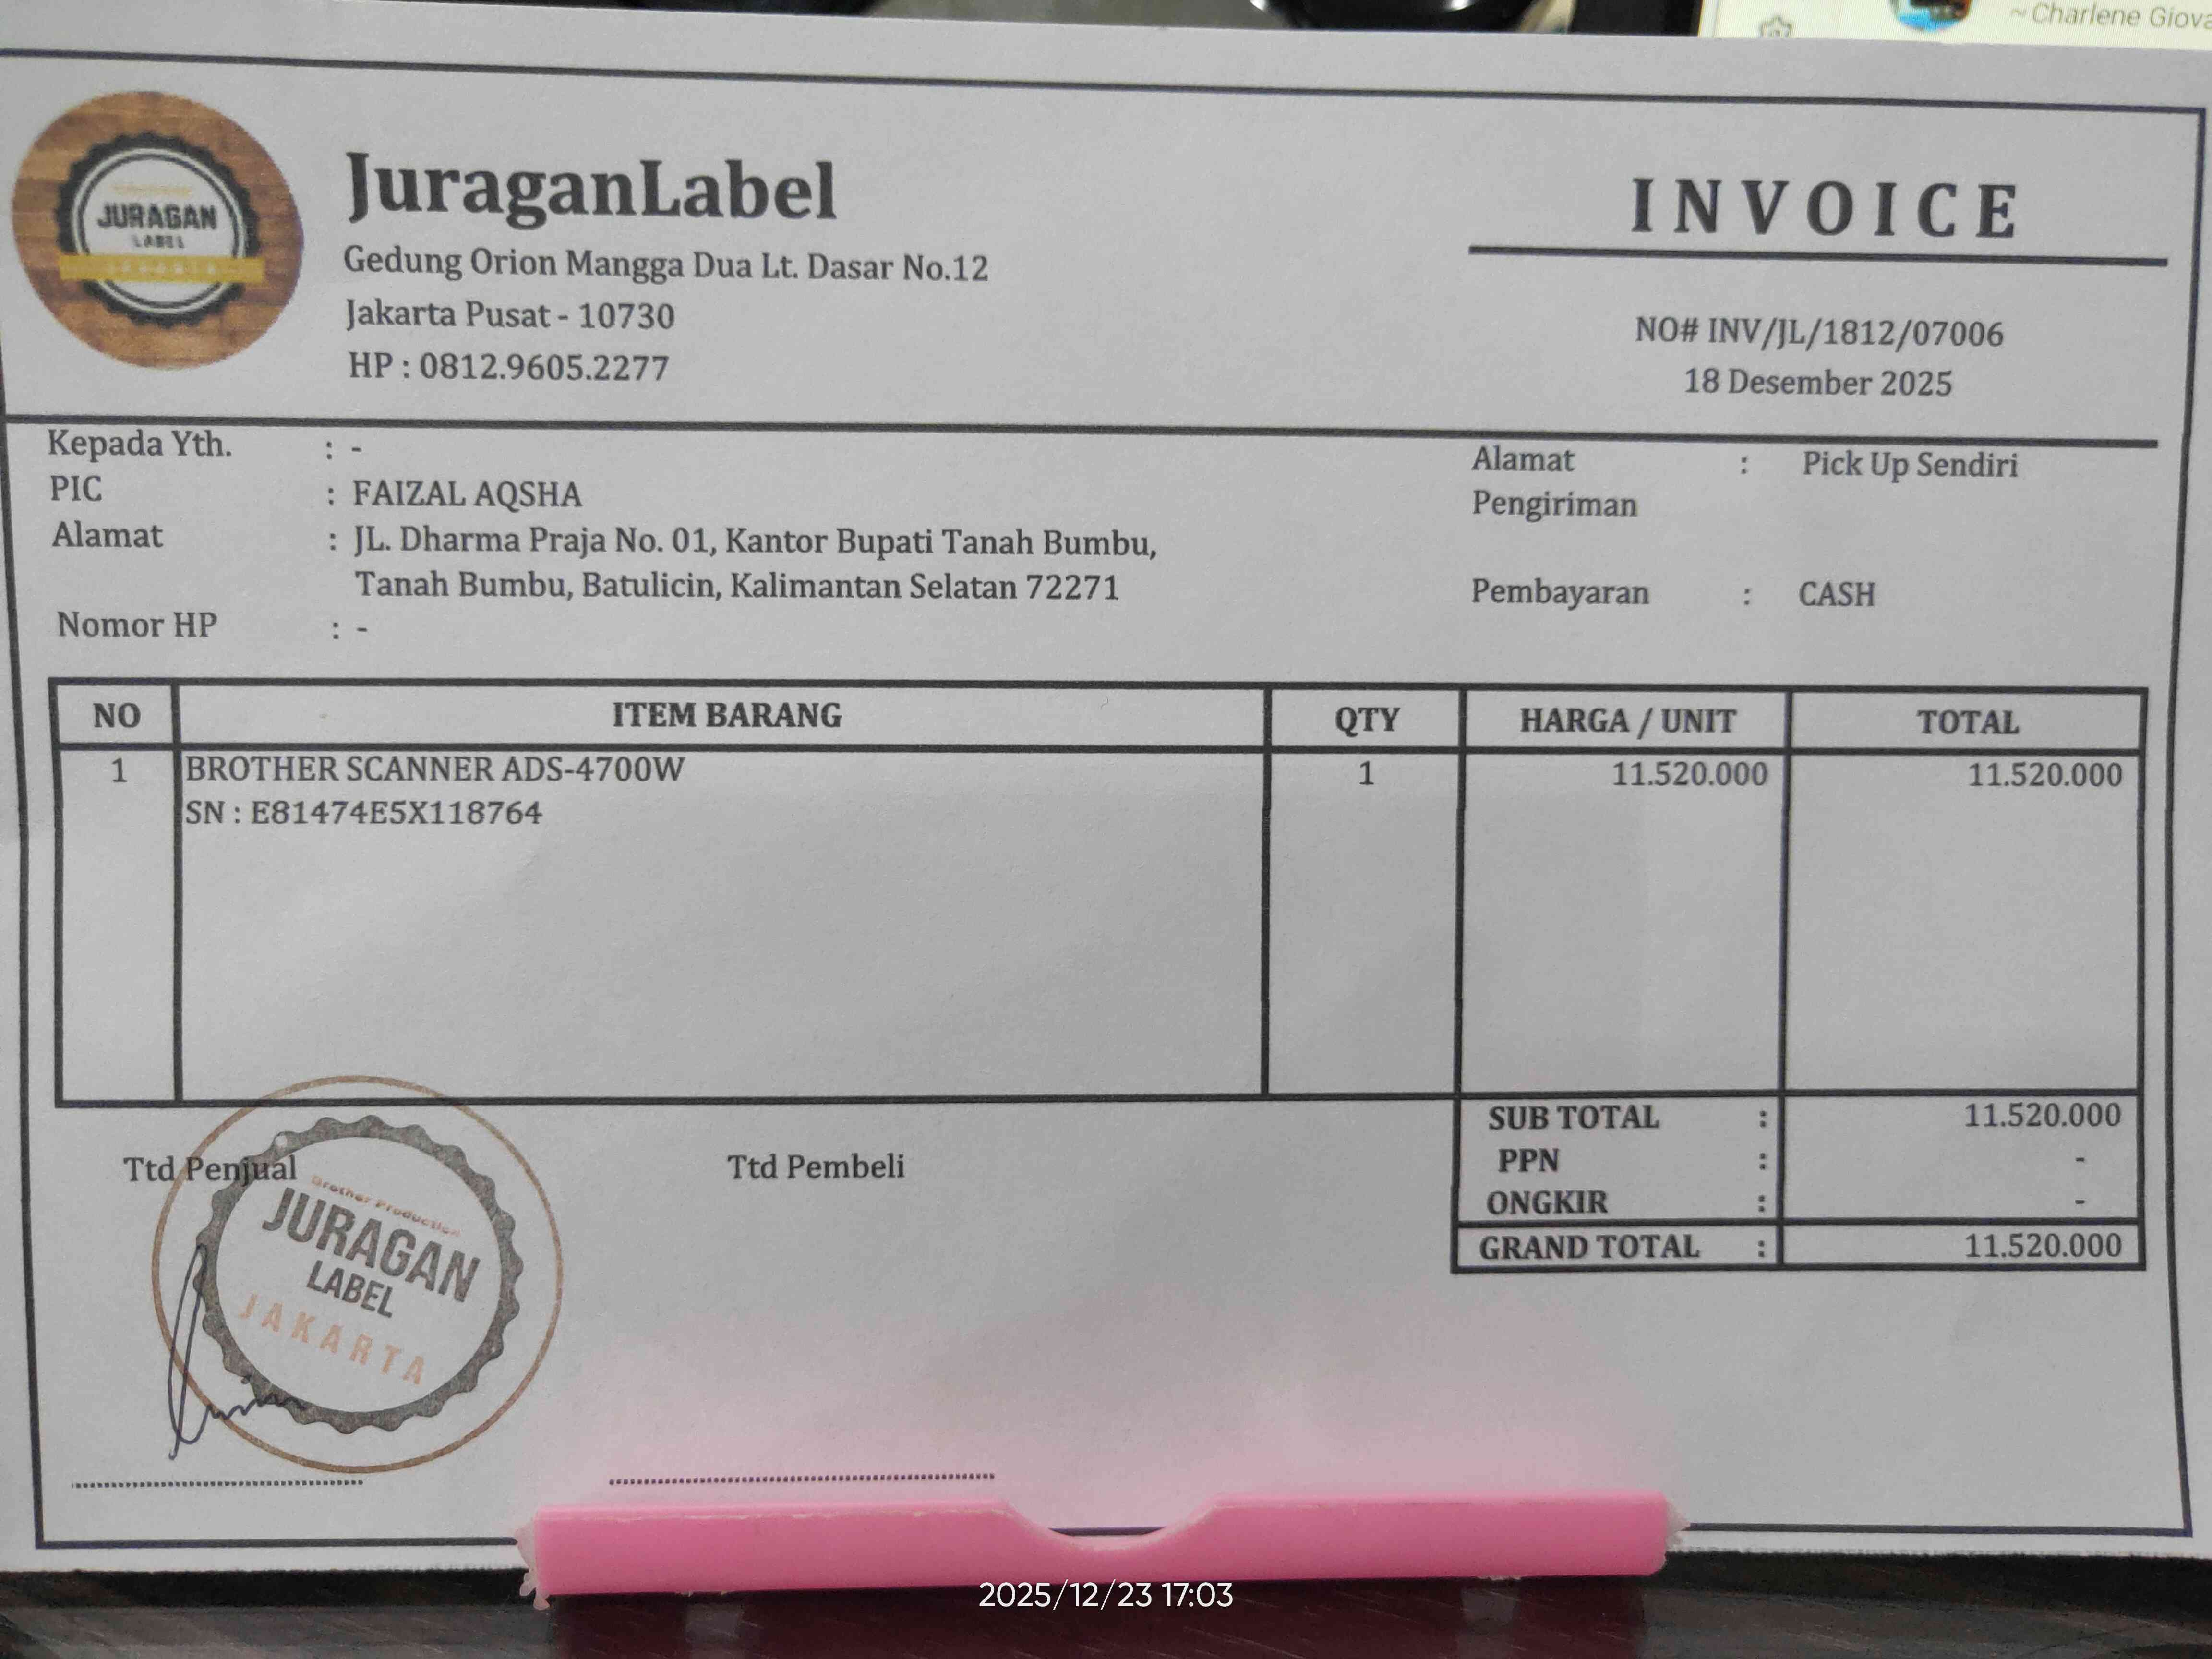 ~Charlene Giova
JURAGAN
LABEL
JuraganLabel
Gedung Orion Mangga Dua Lt. Dasar No.12
Jakarta Pusat - 10730
HP : 0812.9605.2277
INVOICE
NO# INV/JL/1812/07006
18 Desember 2025
Kepada Yth. : -
PIC : FAIZAL AQSHA
Alamat : JL. Dharma Praja No. 01, Kantor Bupati Tanah Bumbu,
Tanah Bumbu, Batulicin, Kalimantan Selatan 72271
Nomor HP : -
Alamat : Pick Up Sendiri
Pengiriman
Pembayaran : CASH
NO ITEM BARANG QTY HARGA / UNIT TOTAL
1 BROTHER SCANNER ADS-4700W 1 11.520.000 11.520.000
SN : E81474E5X118764
SUB TOTAL : 11.520.000
PPN : -
ONGKIR : -
GRAND TOTAL : 11.520.000
Ttd Penjual Ttd Pembeli
Brother Production
JURAGAN
LABEL
JAKARTA
2025/12/23 17:03